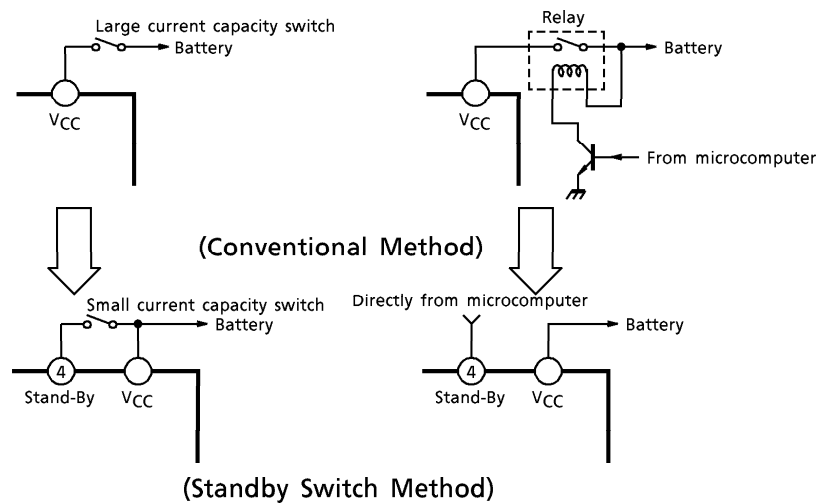 Large current capacity switch
Battery
VCC
Relay
Battery
VCC
From microcomputer
(Conventional Method)
Small current capacity switch
Battery
4
Stand-By
VCC
Directly from microcomputer
Battery
4
Stand-By
VCC
(Standby Switch Method)